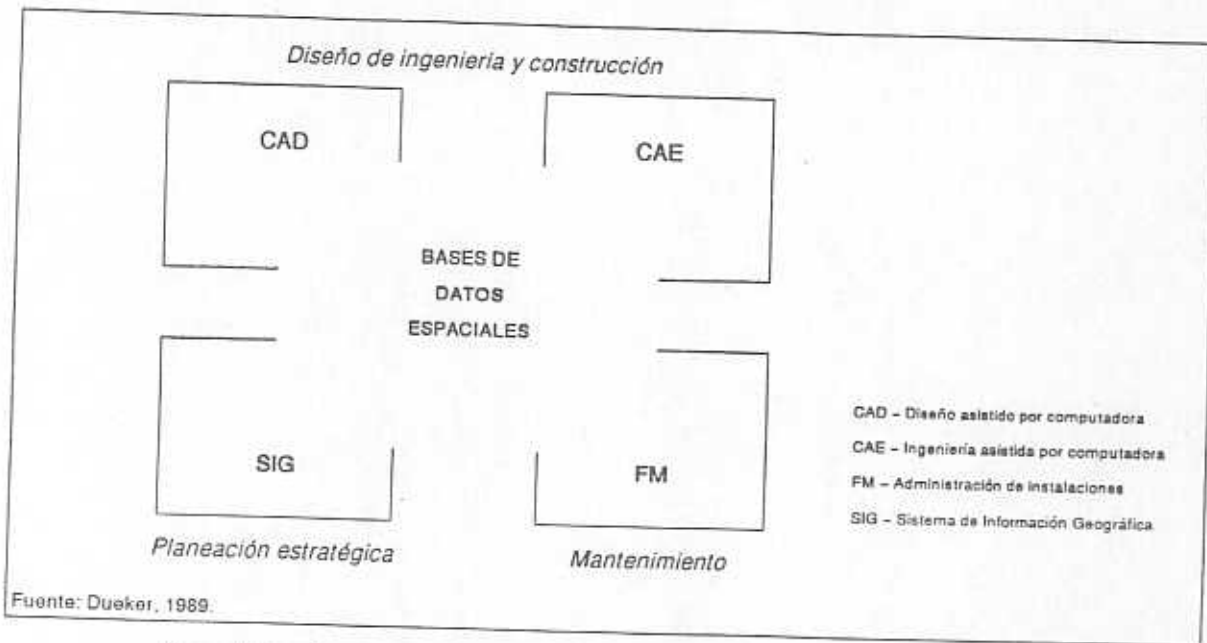 Diseño de ingenieria y construcción
CAD
CAE
BASES DE
DATOS
ESPACIALES
SIG
FM
CAD – Diseño asistido por computadora
CAE – Ingeniería asistida por computadora
FM – Administración de instalaciones
SIG – Sistema de Información Geográfica
Planeación estratégica
Mantenimiento
Fuente: Dueker, 1989.